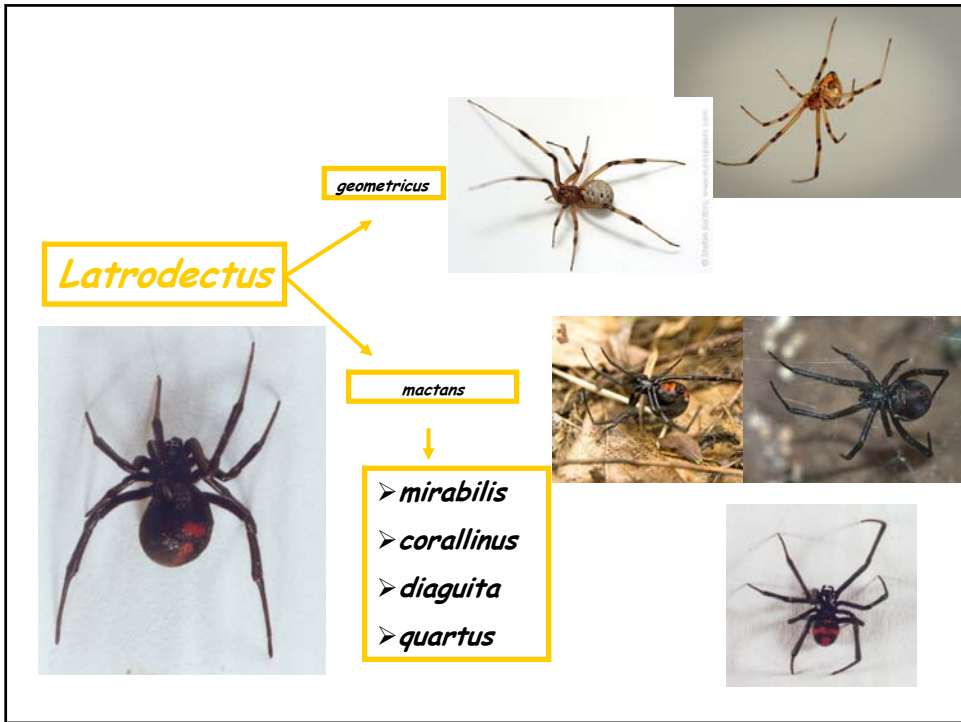 geometricus
Latrodectus
mactans
➢mirabilis
➢corallinus
➢diaguita
➢quartus